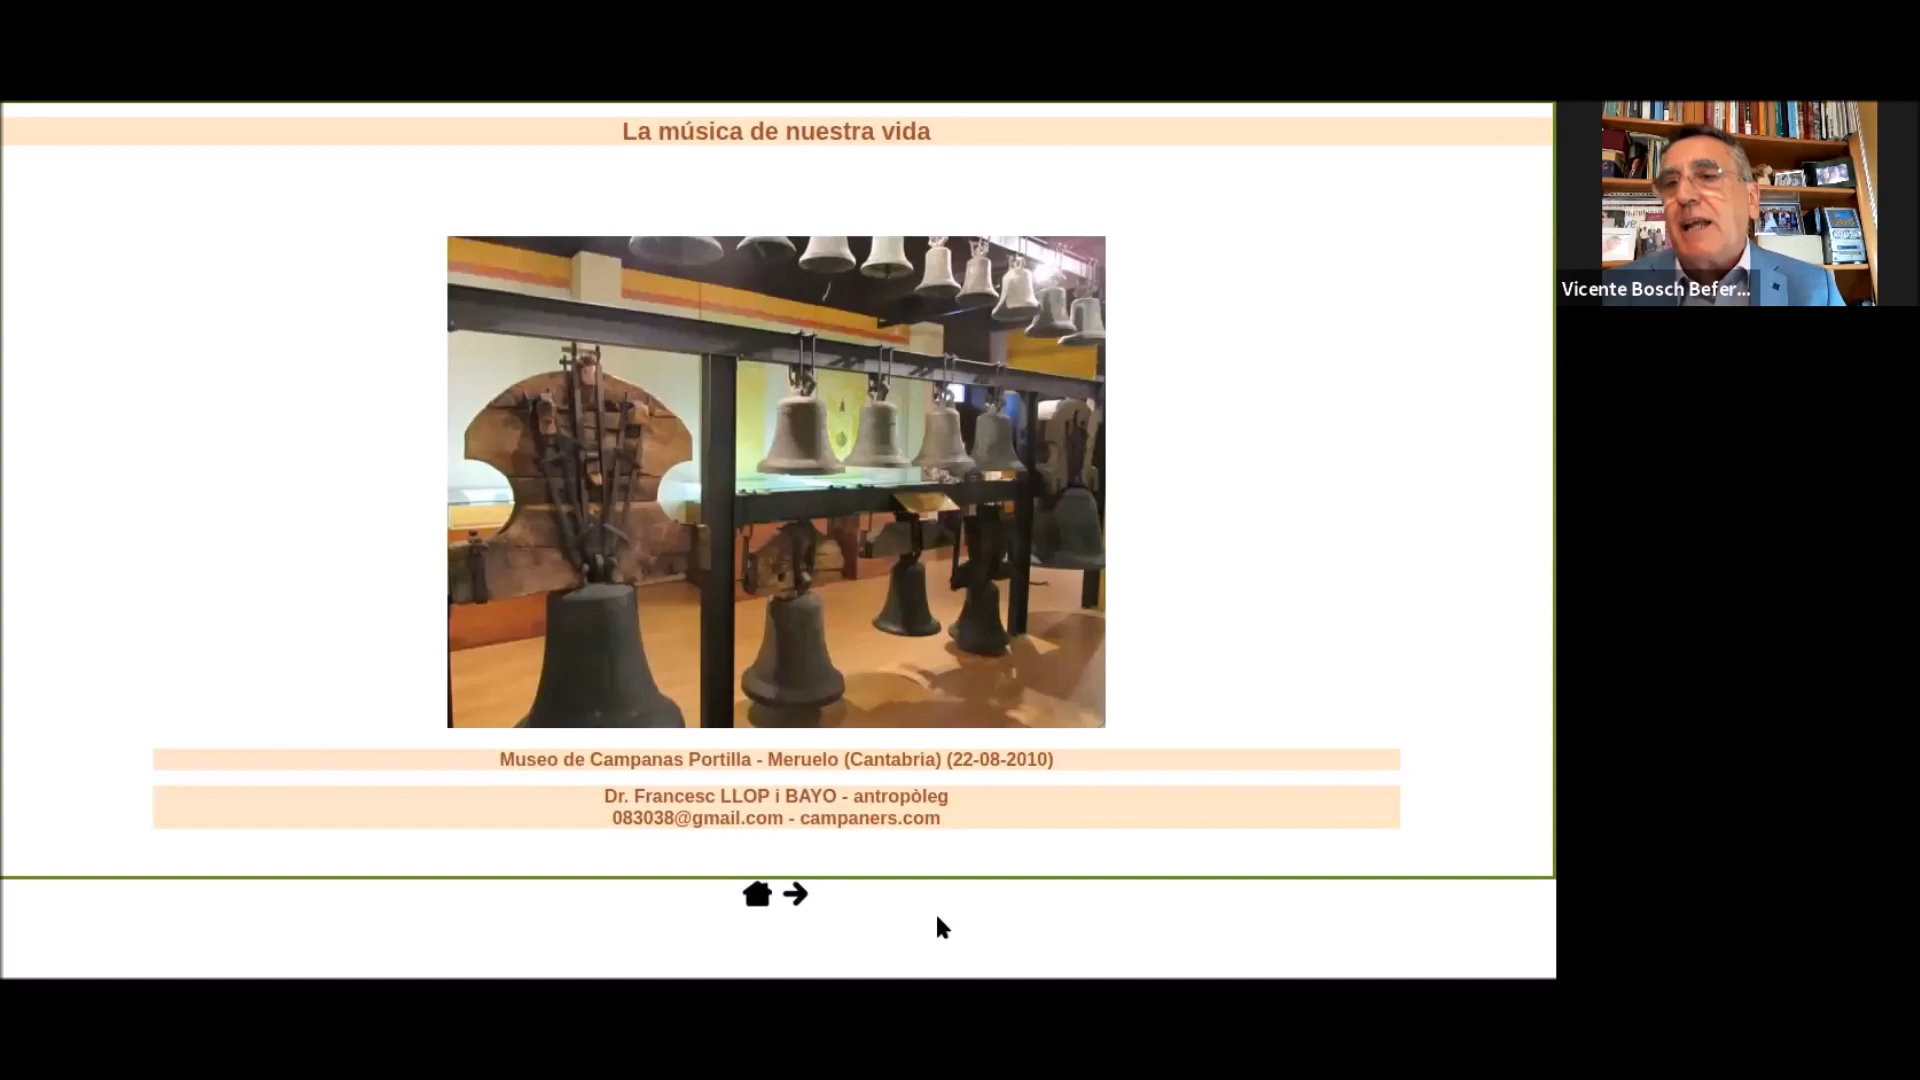 La música de nuestra vida
Vicente Bosch Befer...
Museo de Campanas Portilla - Meruelo (Cantabria) (22-08-2010)
Dr. Francesc LLOP i BAYO - antropòleg
083038@gmail.com - campaners.com